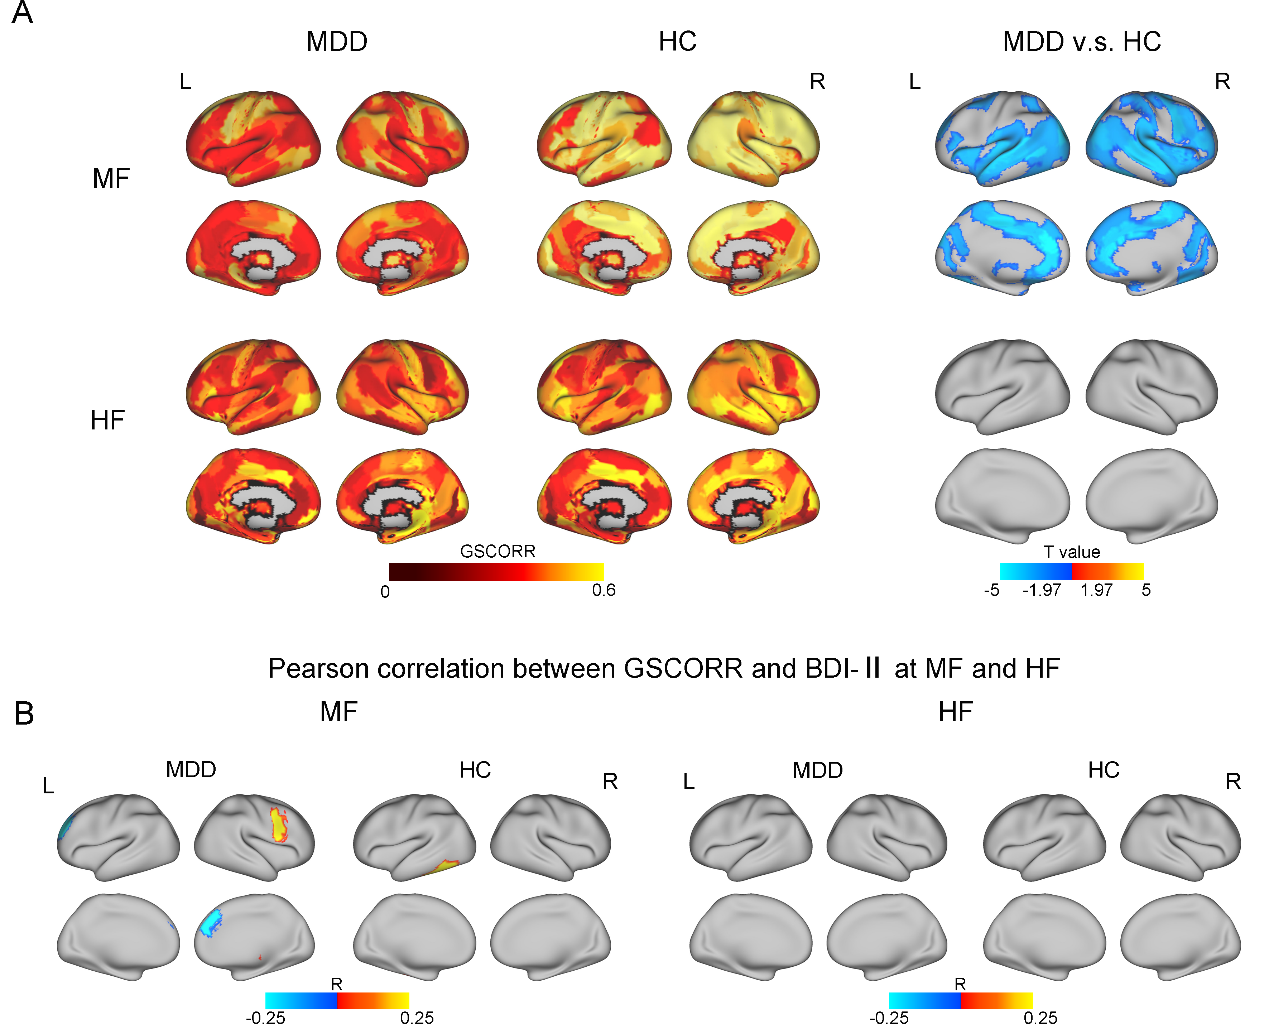 A
MDD HC MDD v.s. HC
L R L R
MF
HF
GSCORR T value
0 0.6 -5 -1.97 1.97 5
Pearson correlation between GSCORR and BDI-Ⅱ at MF and HF
B MF HF
L MDD HC R L MDD HC R
R R
-0.25 0.25 -0.25 0.25